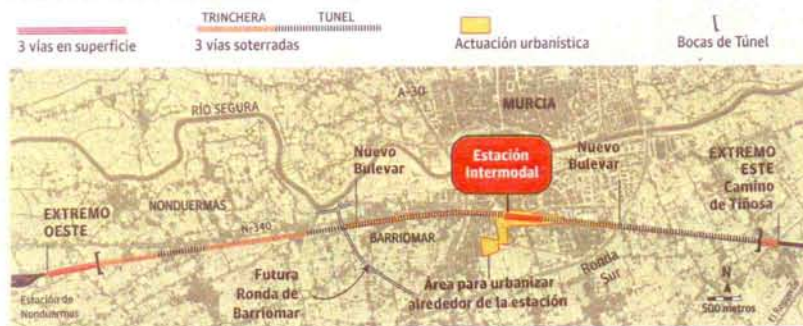 TRINCHERA TUNEL
3 vías en superficie
3 vías soterradas
Actuación urbanística
Bocas de Túnel
A-30
MURCIA
RÍO SEGURA
Nuevo
Bulevar
Estación
Intermodal
Nuevo
Bulevar
EXTREMO
ESTE
Camino
de Tiñosa
EXTREMO
OESTE
NONDUERMAS
N-340
BARRIOMAR
Futura
Ronda de
Barriomar
Área para urbanizar
alrededor de la estación
Ronda
Sur
N
500 metros
Estación de
Nonduermas